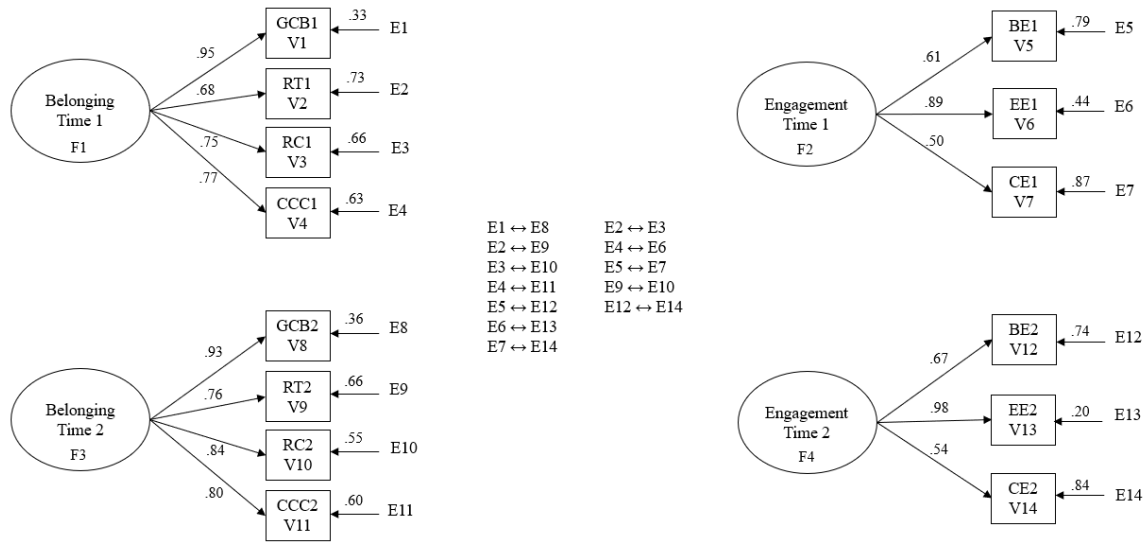 Belonging
Time 1
F1
.95
.68
.75
.77
GCB1
V1
.33
E1
RT1
V2
.73
E2
RC1
V3
.66
E3
CCC1
V4
.63
E4
Engagement
Time 1
F2
.61
.89
.50
BE1
V5
.79
E5
EE1
V6
.44
E6
CE1
V7
.87
E7
E1 ↔ E8
E2 ↔ E9
E3 ↔ E10
E4 ↔ E11
E5 ↔ E12
E6 ↔ E13
E7 ↔ E14
E2 ↔ E3
E4 ↔ E6
E5 ↔ E7
E9 ↔ E10
E12 ↔ E14
Belonging
Time 2
F3
.93
.76
.84
.80
GCB2
V8
.36
E8
RT2
V9
.66
E9
RC2
V10
.55
E10
CCC2
V11
.60
E11
Engagement
Time 2
F4
.67
.98
.54
BE2
V12
.74
E12
EE2
V13
.20
E13
CE2
V14
.84
E14